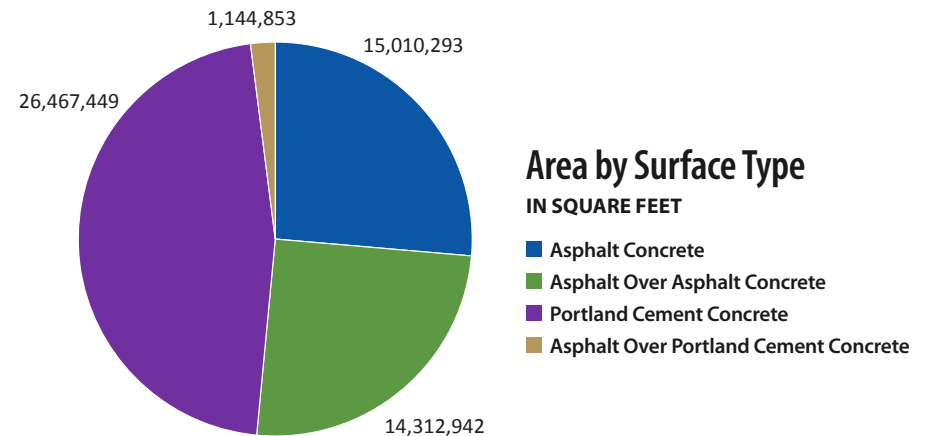 1,144,853
15,010,293
26,467,449
14,312,942
Area by Surface Type
IN SQUARE FEET
Asphalt Concrete
Asphalt Over Asphalt Concrete
Portland Cement Concrete
Asphalt Over Portland Cement Concrete